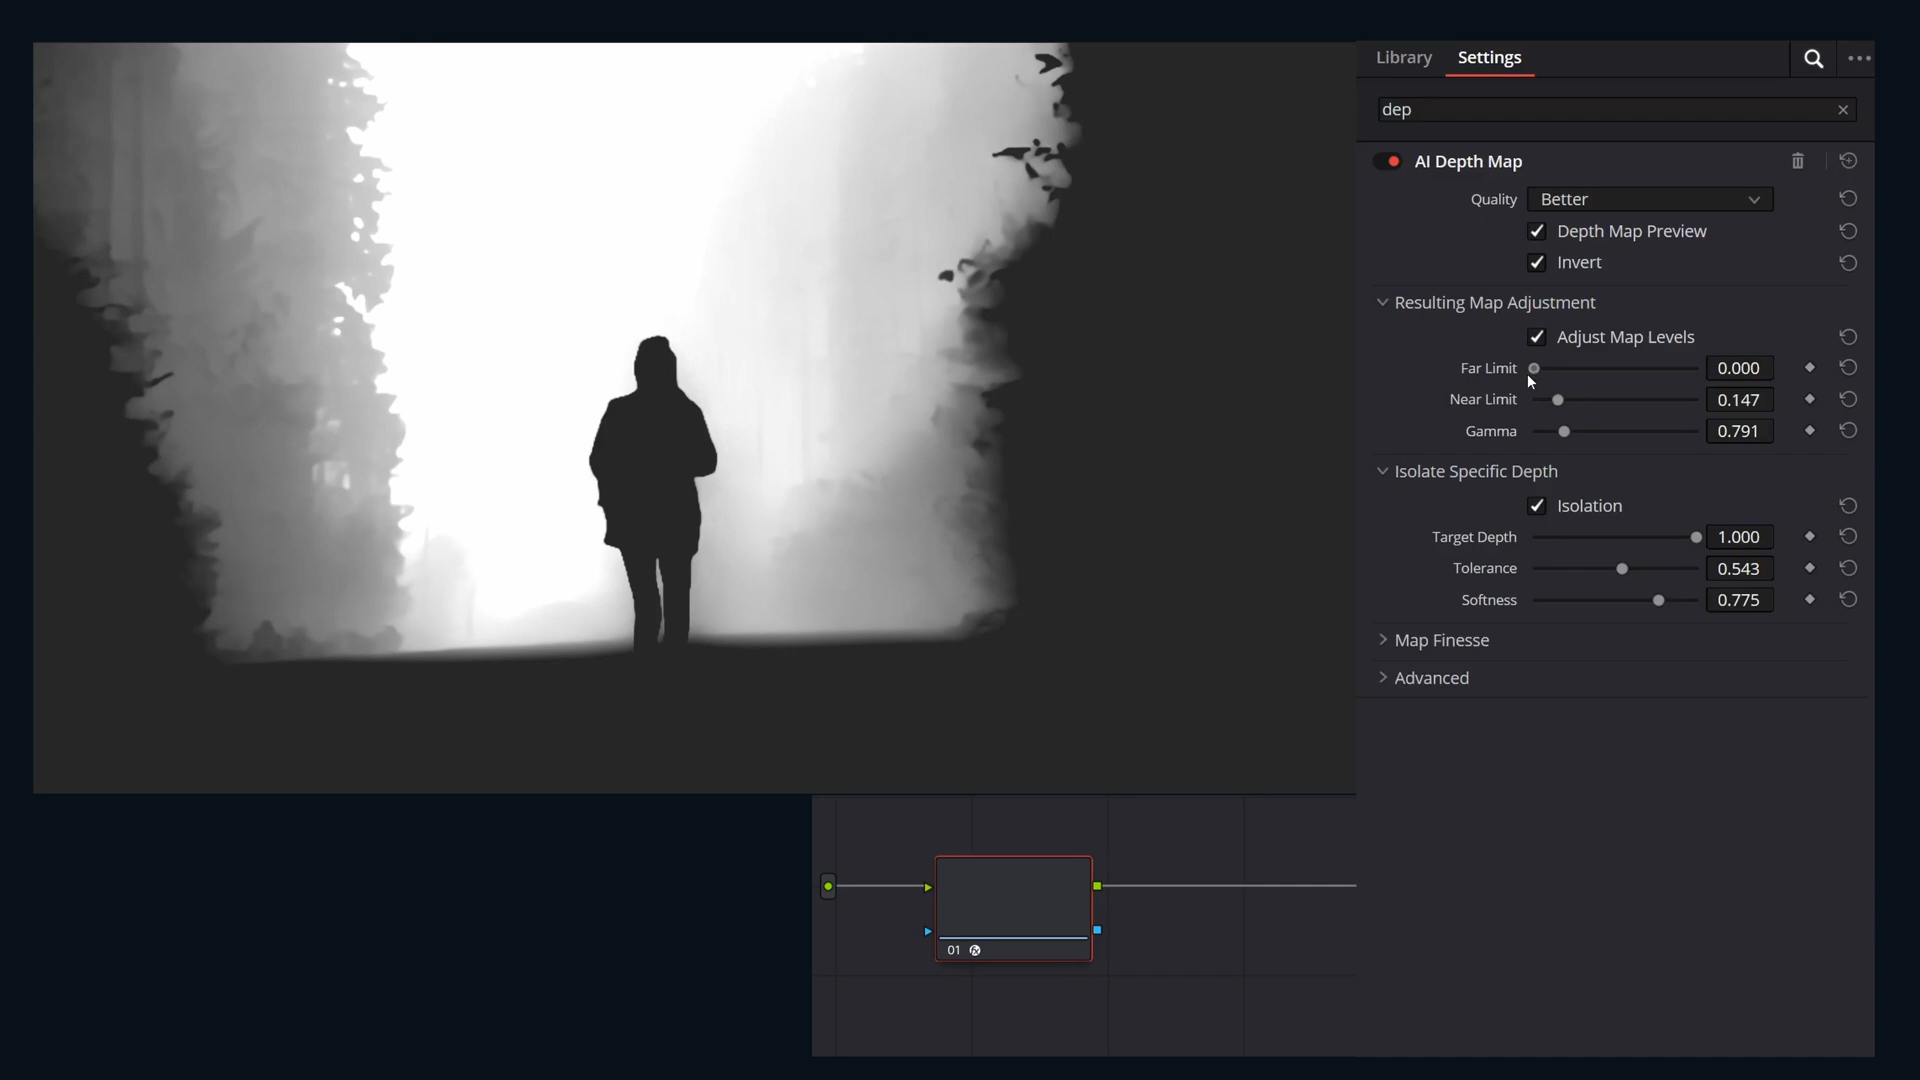 Library Settings
dep
AI Depth Map
Quality Better
Depth Map Preview
Invert
Resulting Map Adjustment
Adjust Map Levels
Far Limit 0.000
Near Limit 0.147
Gamma 0.791
Isolate Specific Depth
Isolation
Target Depth 1.000
Tolerance 0.543
Softness 0.775
Map Finesse
Advanced
01